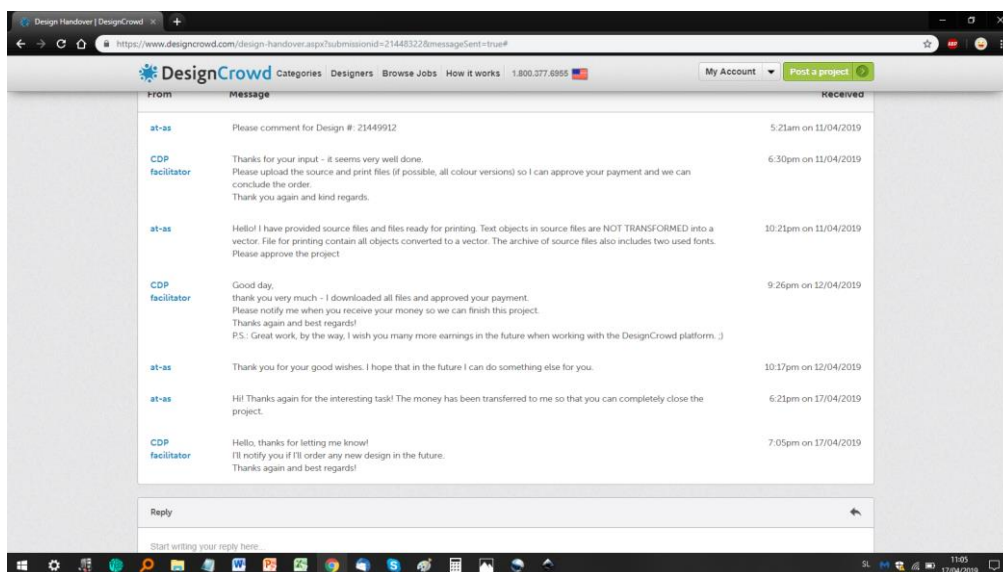 Design Handover | DesignCrowd
https://www.designcrowd.com/design-handover.aspx?submissionid=21448322&messageSent=true#
DesignCrowd Categories Designers Browse Jobs How it works 1.800.377.6955 My Account Post a project
From Message Received
at-as Please comment for Design #: 21449912 5:21am on 11/04/2019
CDP Thanks for your input - it seems very well done. 6:30pm on 11/04/2019
facilitator Please upload the source and print files (if possible, all colour versions) so I can approve your payment and we can
conclude the order.
Thank you again and kind regards.
at-as Hello! I have provided source files and files ready for printing. Text objects in source files are NOT TRANSFORMED into a 10:21pm on 11/04/2019
vector. File for printing contain all objects converted to a vector. The archive of source files also includes two used fonts.
Please approve the project
CDP Good day, 9:26pm on 12/04/2019
facilitator thank you very much - I downloaded all files and approved your payment.
Please notify me when you receive your money so we can finish this project.
Thanks again and best regards!
P.S.: Great work, by the way, I wish you many more earnings in the future when working with the DesignCrowd platform. ;)
at-as Thank you for your good wishes. I hope that in the future I can do something else for you. 10:17pm on 12/04/2019
at-as Hi! Thanks again for the interesting task! The money has been transferred to me so that you can completely close the 6:21pm on 17/04/2019
project.
CDP Hello, thanks for letting me know! 7:05pm on 17/04/2019
facilitator I'll notify you if I'll order any new design in the future.
Thanks again and best regards!
Reply
Start writing your reply here...
SL 11:05
17/04/2019